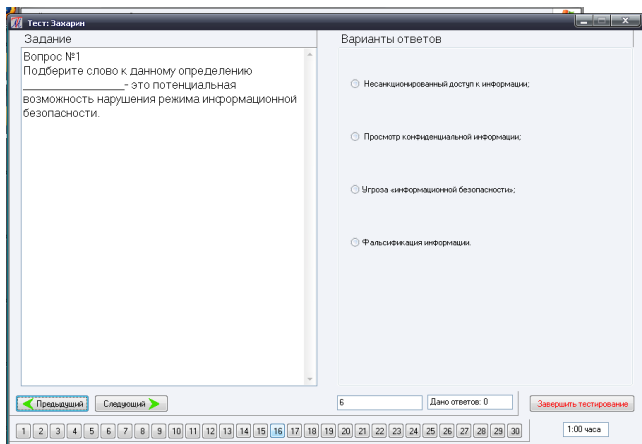 Тест: Захарин
Задание
Варианты ответов
Вопрос №1
Подберите слово к данному определению
________________- это потенциальная
возможность нарушения режима информационной
безопасности.
Несанкционированный доступ к информации;
Просмотр конфиденциальной информации;
Угроза «информационной безопасности»;
Фальсификация информации.
Предыдущий
Следующий
6
Дано ответов: 0
Завершить тестирование
1 2 3 4 5 6 7 8 9 10 11 12 13 14 15 16 17 18 19 20 21 22 23 24 25 26 27 28 29 30
1:00 часа